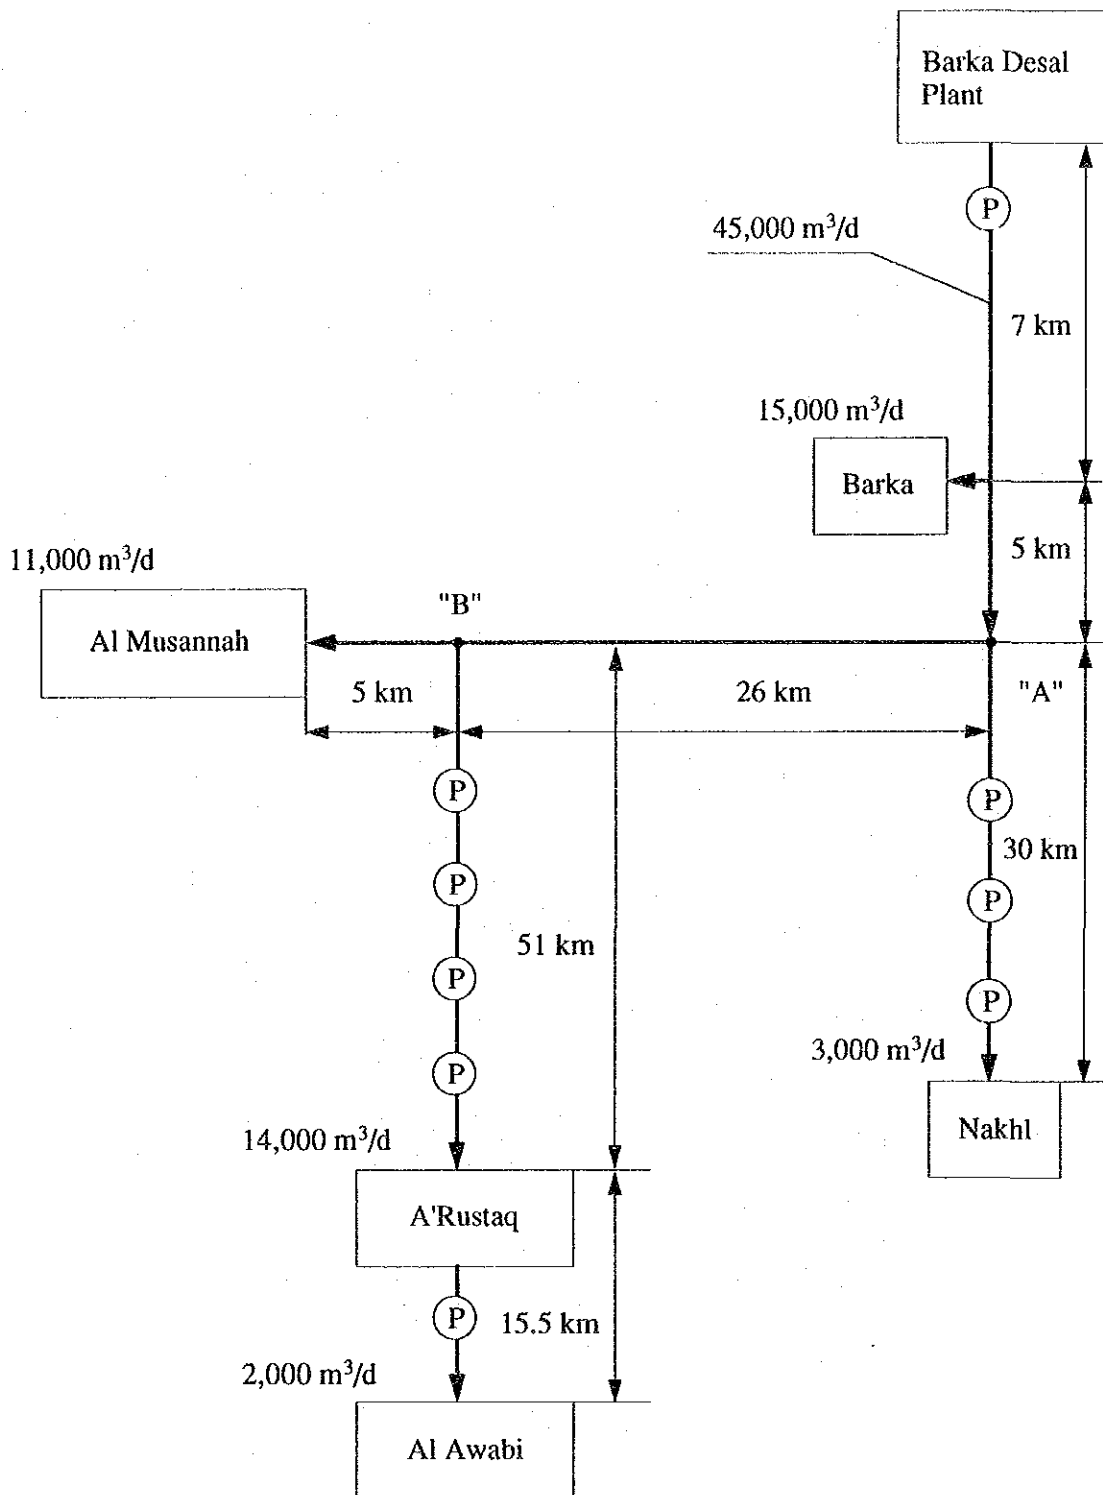 Barka Desal
Plant
P
45,000 m³/d
7 km
15,000 m³/d
Barka
5 km
11,000 m³/d
"B"
Al Musannah
5 km
26 km
"A"
P
P
30 km
P
P
51 km
P
P
3,000 m³/d
P
14,000 m³/d
Nakhl
A'Rustaq
P
15.5 km
2,000 m³/d
Al Awabi